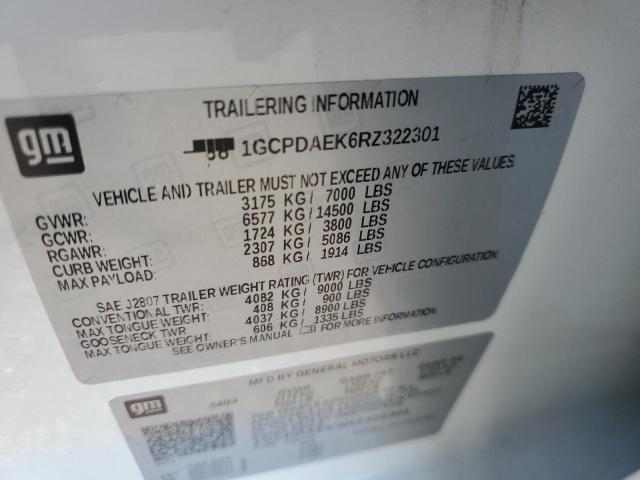 TRAILERING INFORMATION
gm
1GCPDAEK6RZ322301
VEHICLE AND TRAILER MUST NOT EXCEED ANY OF THESE VALUES.
GVWR: 3175 KG/ 7000 LBS
GCWR: 6577 KG/ 14500 LBS
RGAWR: 1724 KG/ 3800 LBS
CURB WEIGHT: 2307 KG/ 5086 LBS
MAX PAYLOAD: 868 KG/ 1914 LBS
SAE J2807 TRAILER WEIGHT RATING (TWR) FOR VEHICLE CONFIGURATION.
CONVENTIONAL TWR: 4082 KG/ 9000 LBS
MAX TONGUE WEIGHT: 408 KG/ 900 LBS
GOOSENECK TWR 4037 KG/ 8900 LBS
MAX TONGUE WEIGHT: 606 KG/ 1335 LBS
SEE OWNER'S MANUAL FOR MORE INFORMATION
MFD BY GENERAL MOTORS LLC
gm